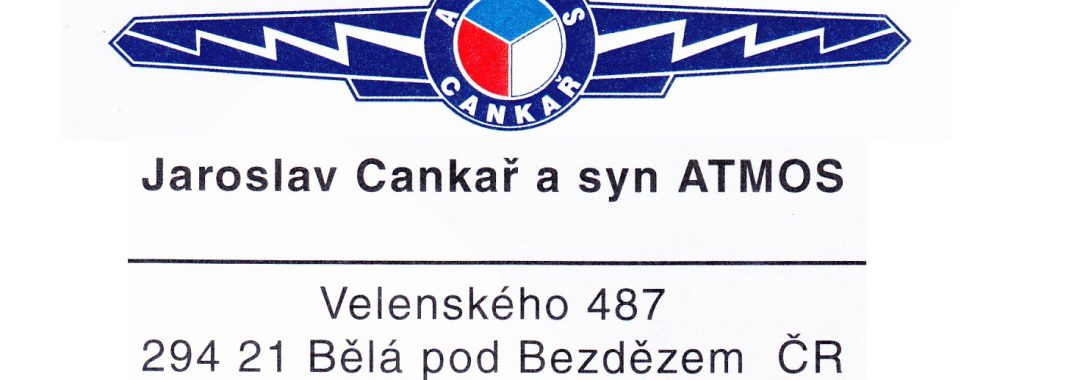 A S
CANKAŘ
Jaroslav Cankař a syn ATMOS
Velenského 487
294 21 Bělá pod Bezdězem ČR